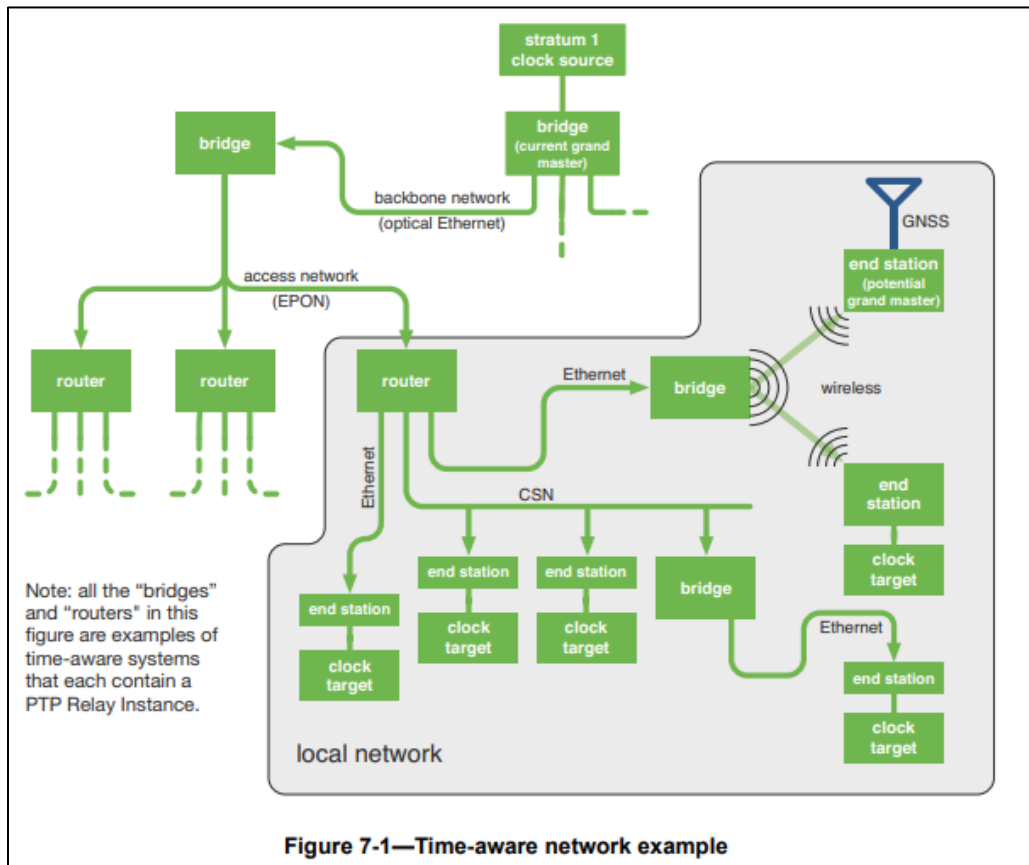 stratum 1
clock source
bridge
(current grand
master)
bridge
backbone network
(optical Ethernet)
GNSS
end station
(potential
grand master)
access network
(EPON)
router
router
router
Ethernet
bridge
wireless
Ethernet
CSN
end
station
clock
target
end station
clock
target
end station
clock
target
bridge
end station
clock
target
Ethernet
end station
clock
target
Note: all the “bridges”
and “routers" in this
figure are examples of
time-aware systems
that each contain a
PTP Relay Instance.
local network
Figure 7-1—Time-aware network example